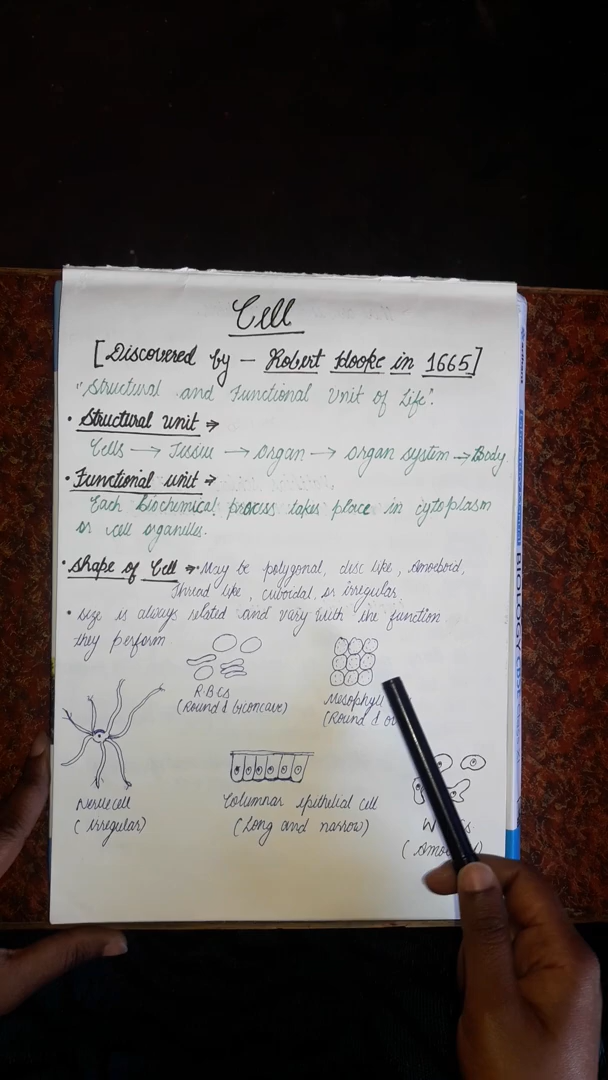 Cell
[Discovered by - Robert Hooke in 1665]
"Structural and Functional Unit of Life".
• Structural unit ⇒
Cells → Tissue → Organ → Organ system → Body.
• Functional unit ⇒
Each biochemical process takes place in cytoplasm
or cell organelles.
• Shape of Cell ⇒ • May be polygonal, disc like, Amoeboid,
Thread like, cuboidal, or irregular
• Size is always related and vary with the function
they perform
RBCs
(Round & biconcave)
Mesophyll
(Round &
Nerve cell
(irregular)
Columnar epithelial cell
(Long and narrow)
BIOLOGY